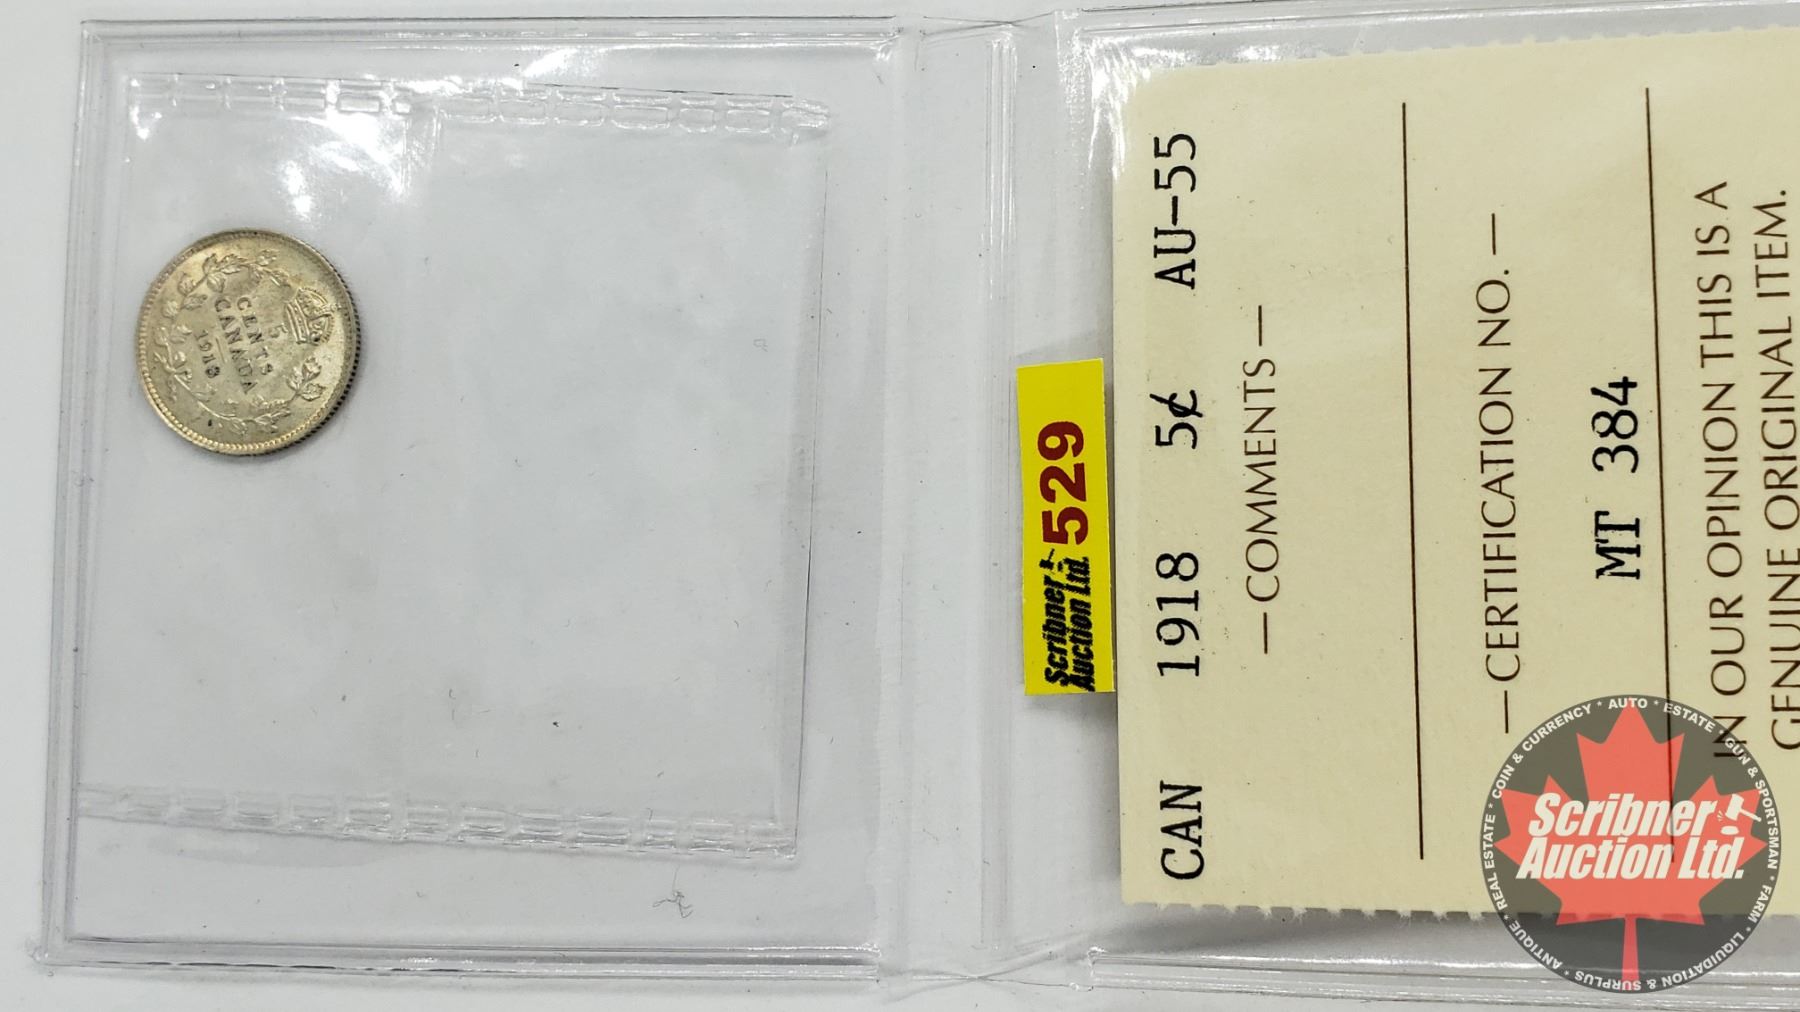 5
CENTS
CANADA
1918
Scribner
Auction Ltd.
529
CAN 1918 5¢ AU-55
—COMMENTS—
—CERTIFICATION NO.—
MT 384
IN OUR OPINION THIS IS A
GENUINE ORIGINAL ITEM.
Scribner
Auction Ltd.
ANTIQUE * REAL ESTATE * COIN & CURRENCY * AUTO * ESTATE * GUN & SPORTSMAN * FARM * LIQUIDATION & SURPLUS *